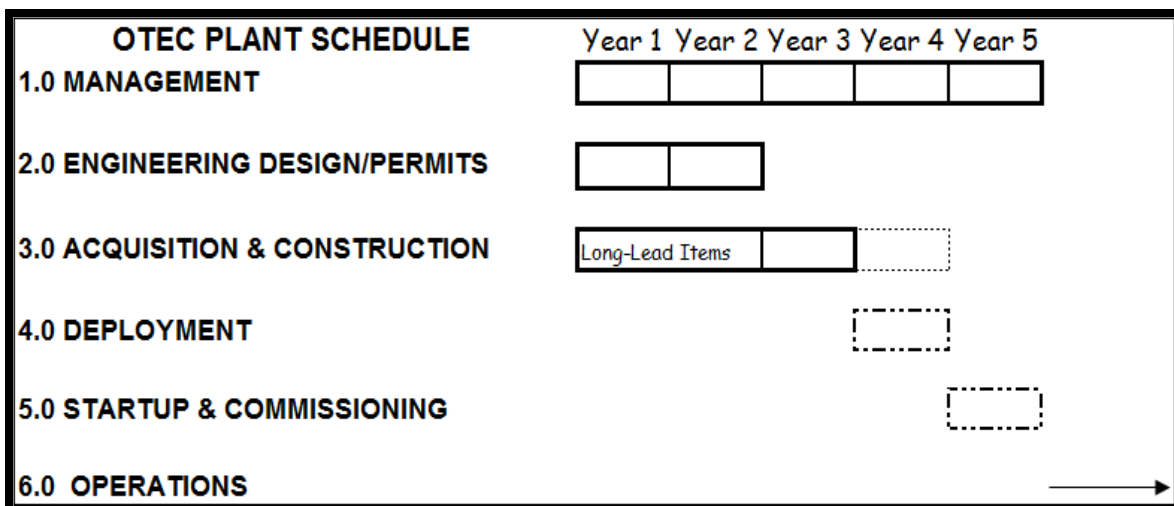 OTEC PLANT SCHEDULE Year 1 Year 2 Year 3 Year 4 Year 5
1.0 MANAGEMENT
2.0 ENGINEERING DESIGN/PERMITS
3.0 ACQUISITION & CONSTRUCTION Long-Lead Items
4.0 DEPLOYMENT
5.0 STARTUP & COMMISSIONING
6.0 OPERATIONS